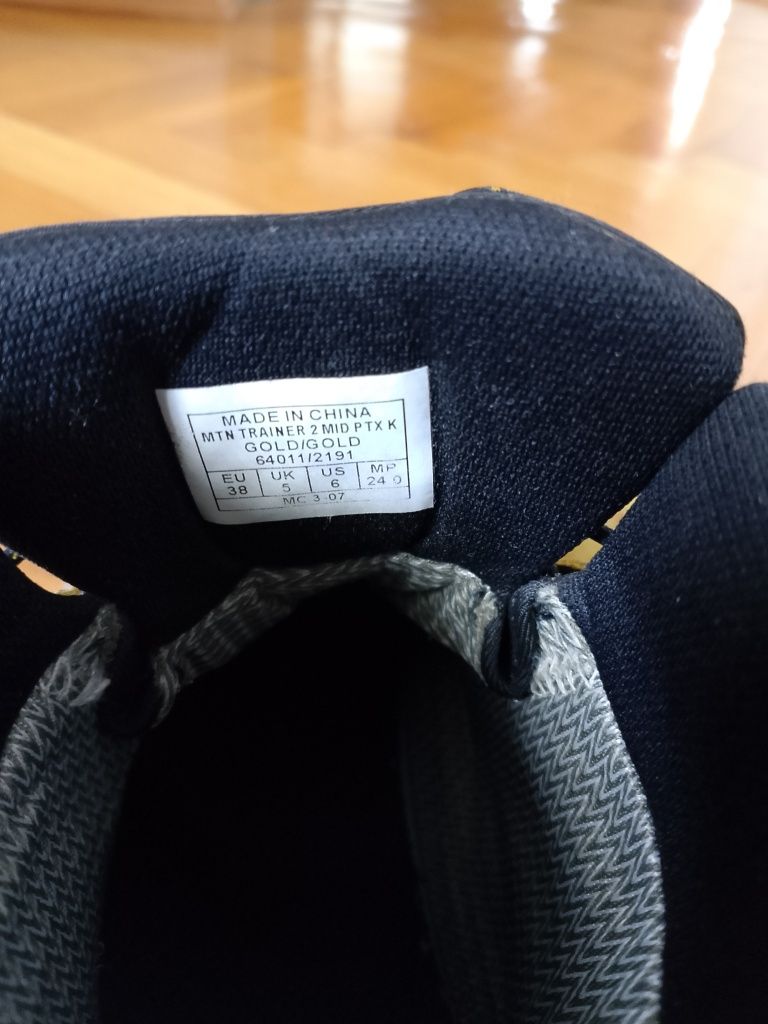 MADE IN CHINA
MTN TRAINER 2 MID PTX K
GOLD/GOLD
64011/2191
EU UK US MP
38 5 6 24.0
MC 3-07